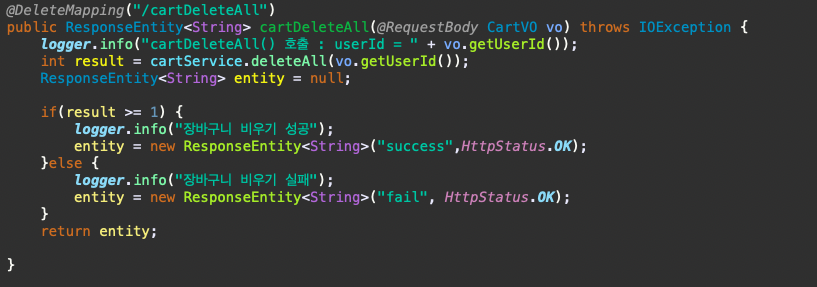 @DeleteMapping("/cartDeleteAll")
public ResponseEntity<String> cartDeleteAll(@RequestBody CartVO vo) throws IOException {
    logger.info("cartDeleteAll() 호출 : userId = " + vo.getUserId());
    int result = cartService.deleteAll(vo.getUserId());
    ResponseEntity<String> entity = null;

    if(result >= 1) {
        logger.info("장바구니 비우기 성공");
        entity = new ResponseEntity<String>("success",HttpStatus.OK);
    }else {
        logger.info("장바구니 비우기 실패");
        entity = new ResponseEntity<String>("fail", HttpStatus.OK);
    }
    return entity;

}